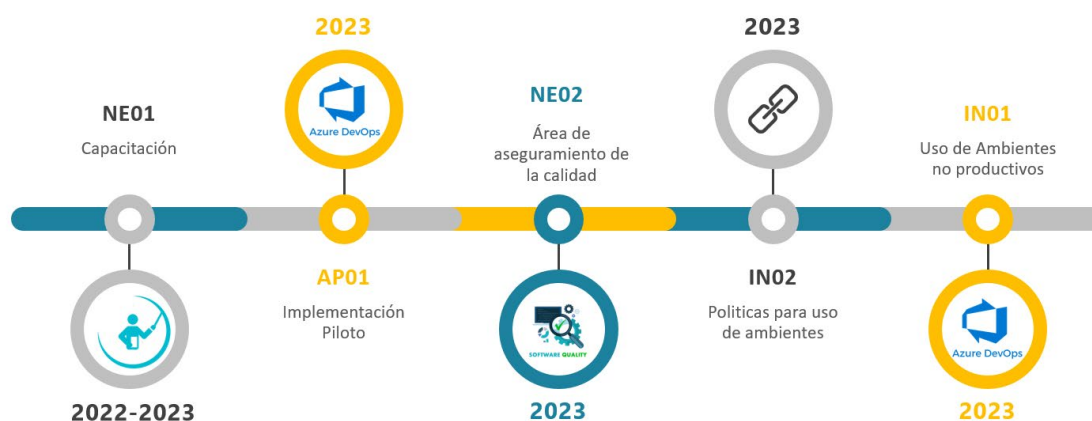 NE01
Capacitación
2022-2023
2023
Azure DevOps
AP01
Implementación
Piloto
NE02
Área de
aseguramiento de
la calidad
SOFTWARE QUALITY
2023
2023
IN02
Politicas para uso
de ambientes
IN01
Uso de Ambientes
no productivos
Azure DevOps
2023